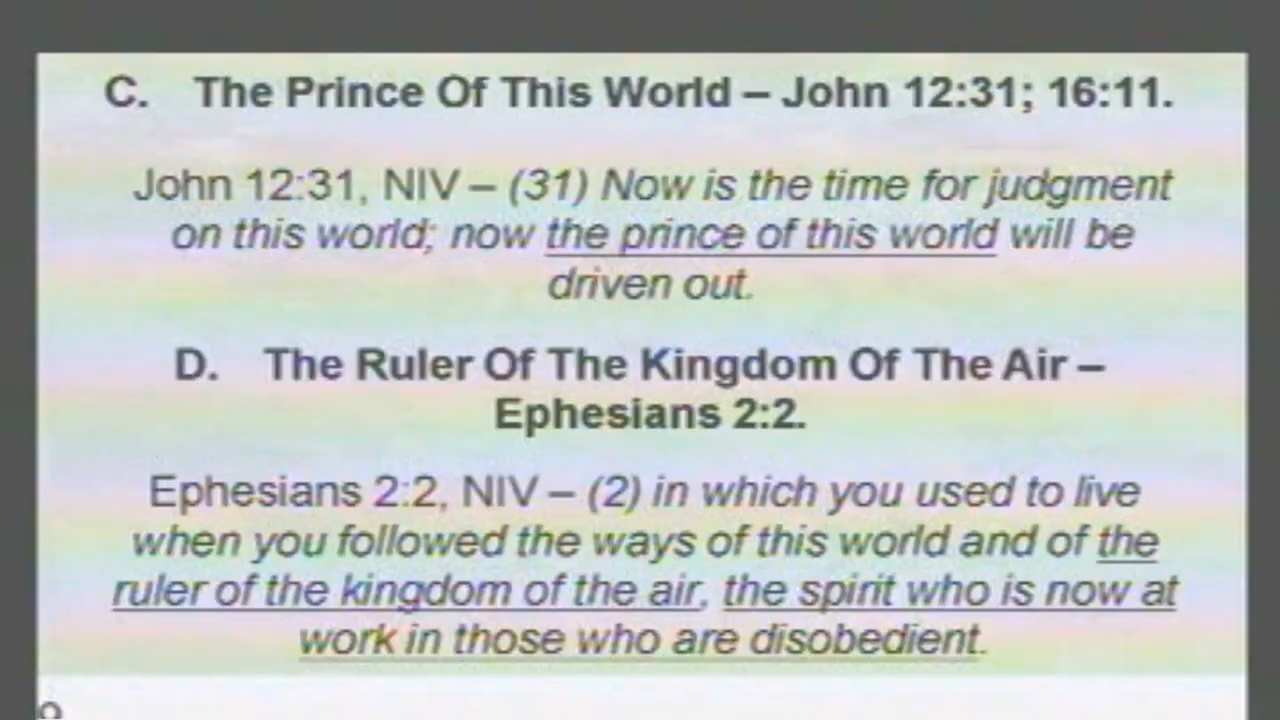 C. The Prince Of This World – John 12:31; 16:11.
John 12:31, NIV – (31) Now is the time for judgment
on this world; now the prince of this world will be
driven out.
D. The Ruler Of The Kingdom Of The Air –
Ephesians 2:2.
Ephesians 2:2, NIV – (2) in which you used to live
when you followed the ways of this world and of the
ruler of the kingdom of the air, the spirit who is now at
work in those who are disobedient.